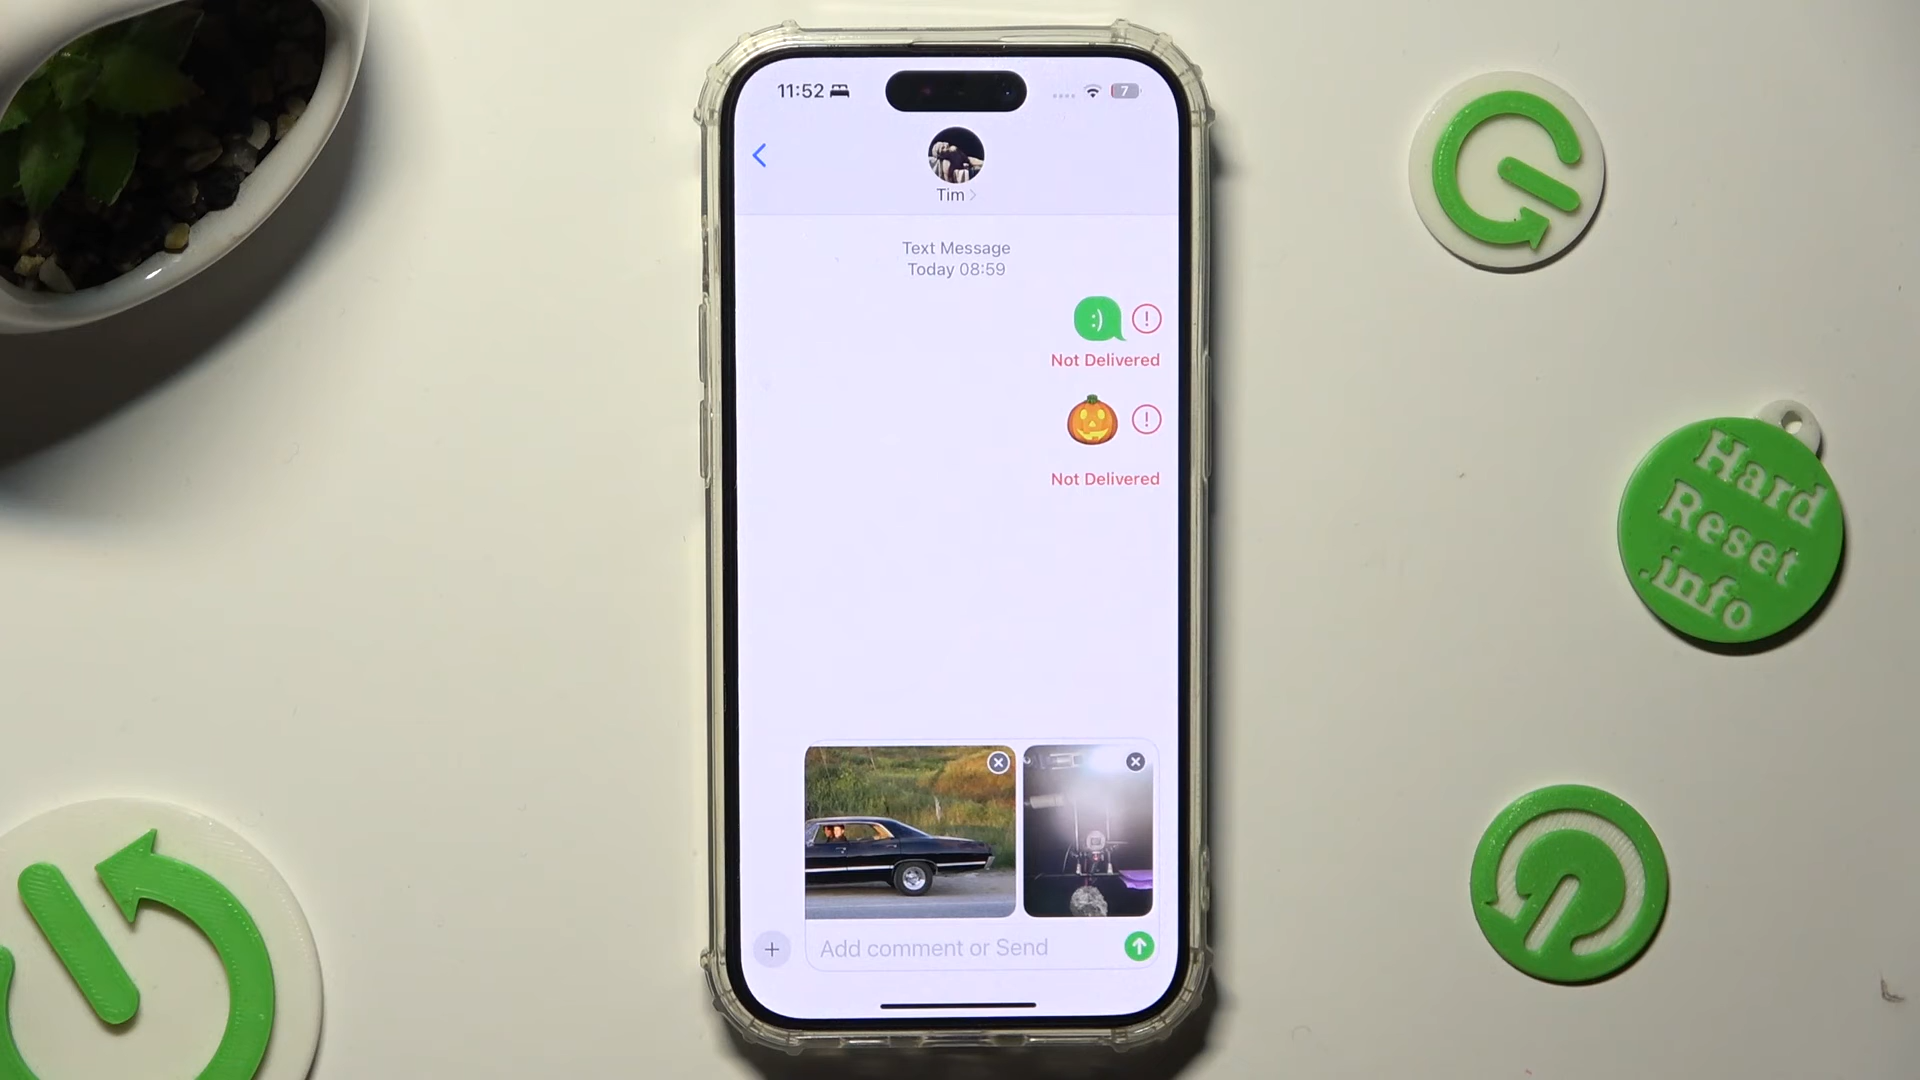 11:52
7
Tim
Text Message
Today 08:59
:)
Not Delivered
Not Delivered
Add comment or Send
Hard
Reset
.info